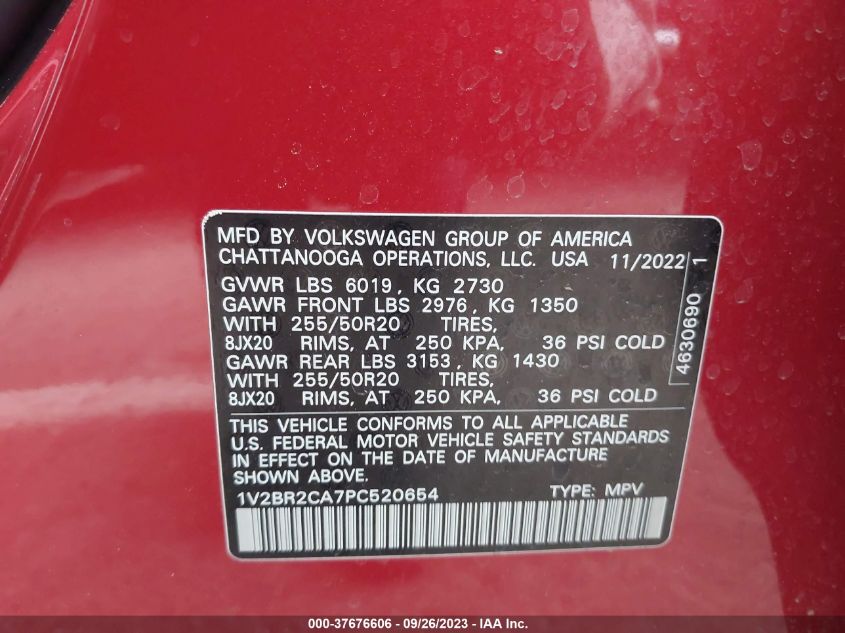 MFD BY VOLKSWAGEN GROUP OF AMERICA
CHATTANOOGA OPERATIONS, LLC. USA 11/2022
GVWR LBS 6019, KG 2730
GAWR FRONT LBS 2976, KG 1350
WITH 255/50R20 TIRES,
8JX20 RIMS, AT 250 KPA, 36 PSI COLD
GAWR REAR LBS 3153, KG 1430
WITH 255/50R20 TIRES,
8JX20 RIMS, AT 250 KPA, 36 PSI COLD
4630690 1
THIS VEHICLE CONFORMS TO ALL APPLICABLE
U.S. FEDERAL MOTOR VEHICLE SAFETY STANDARDS
IN EFFECT ON THE DATE OF MANUFACTURE
SHOWN ABOVE.
1V2BR2CA7PC520654 TYPE: MPV
000-37676606 - 09/26/2023 - IAA Inc.